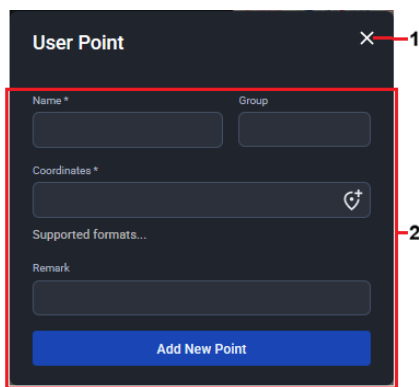 User Point
1
Name * Group
Coordinates *
Supported formats...
2
Remark
Add New Point